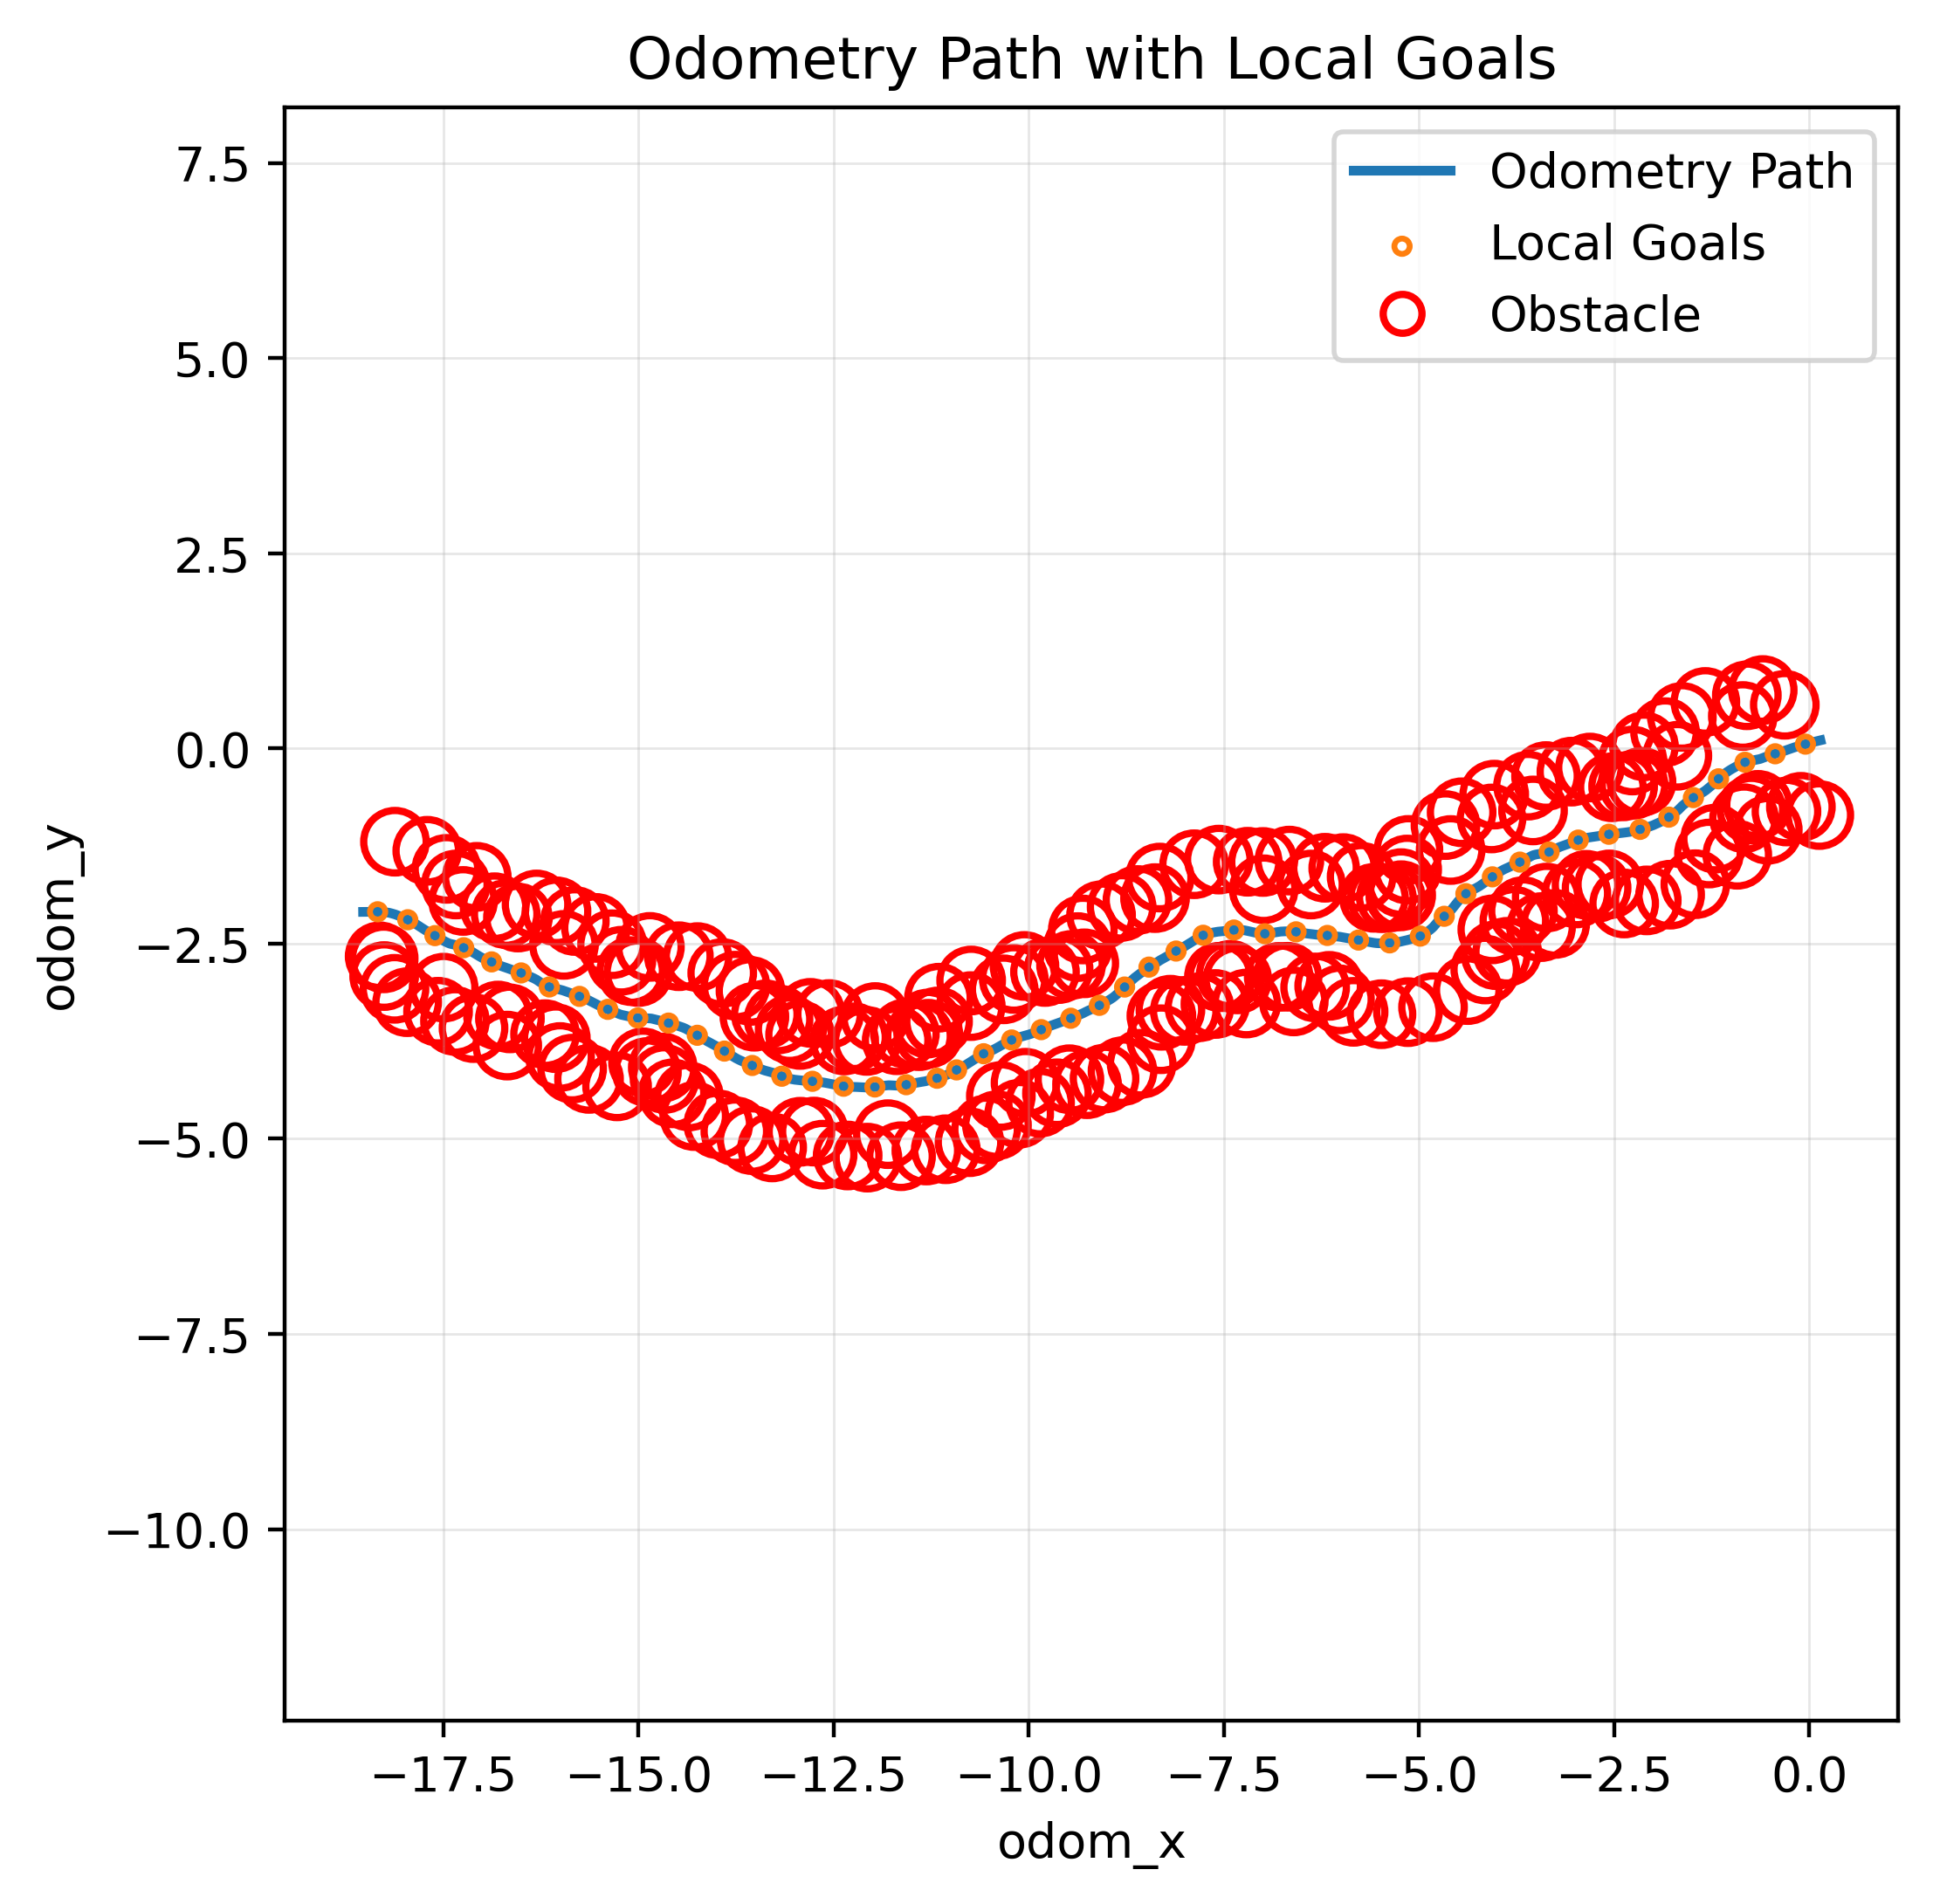 Odometry Path with Local Goals
Odometry Path
Local Goals
Obstacle
7.5
5.0
2.5
0.0
−2.5
−5.0
−7.5
−10.0
odom_y
−17.5 −15.0 −12.5 −10.0 −7.5 −5.0 −2.5 0.0
odom_x